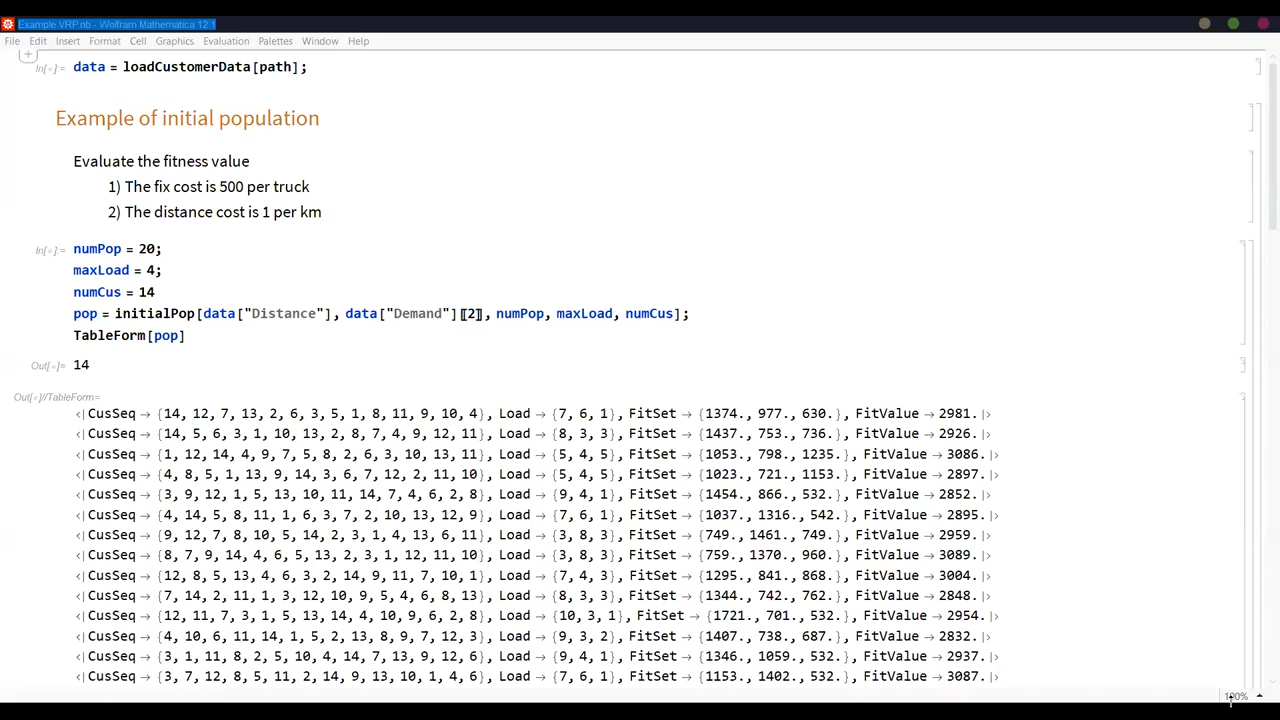 Example VRP.nb - Wolfram Mathematica 12.1
File Edit Insert Format Cell Graphics Evaluation Palettes Window Help
In[∘]:= data = loadCustomerData[path];
Example of initial population
Evaluate the fitness value
1) The fix cost is 500 per truck
2) The distance cost is 1 per km
In[∘]:= numPop = 20;
maxLoad = 4;
numCus = 14
pop = initialPop[data["Distance"], data["Demand"]〚2〛, numPop, maxLoad, numCus];
TableForm[pop]
Out[∘]= 14
Out[∘]//TableForm=
<|CusSeq → {14, 12, 7, 13, 2, 6, 3, 5, 1, 8, 11, 9, 10, 4}, Load → {7, 6, 1}, FitSet → {1374., 977., 630.}, FitValue → 2981.|>
<|CusSeq → {14, 5, 6, 3, 1, 10, 13, 2, 8, 7, 4, 9, 12, 11}, Load → {8, 3, 3}, FitSet → {1437., 753., 736.}, FitValue → 2926.|>
<|CusSeq → {1, 12, 14, 4, 9, 7, 5, 8, 2, 6, 3, 10, 13, 11}, Load → {5, 4, 5}, FitSet → {1053., 798., 1235.}, FitValue → 3086.|>
<|CusSeq → {4, 8, 5, 1, 13, 9, 14, 3, 6, 7, 12, 2, 11, 10}, Load → {5, 4, 5}, FitSet → {1023., 721., 1153.}, FitValue → 2897.|>
<|CusSeq → {3, 9, 12, 1, 5, 13, 10, 11, 14, 7, 4, 6, 2, 8}, Load → {9, 4, 1}, FitSet → {1454., 866., 532.}, FitValue → 2852.|>
<|CusSeq → {4, 14, 5, 8, 11, 1, 6, 3, 7, 2, 10, 13, 12, 9}, Load → {7, 6, 1}, FitSet → {1037., 1316., 542.}, FitValue → 2895.|>
<|CusSeq → {9, 12, 7, 8, 10, 5, 14, 2, 3, 1, 4, 13, 6, 11}, Load → {3, 8, 3}, FitSet → {749., 1461., 749.}, FitValue → 2959.|>
<|CusSeq → {8, 7, 9, 14, 4, 6, 5, 13, 2, 3, 1, 12, 11, 10}, Load → {3, 8, 3}, FitSet → {759., 1370., 960.}, FitValue → 3089.|>
<|CusSeq → {12, 8, 5, 13, 4, 6, 3, 2, 14, 9, 11, 7, 10, 1}, Load → {7, 4, 3}, FitSet → {1295., 841., 868.}, FitValue → 3004.|>
<|CusSeq → {7, 14, 2, 11, 1, 3, 12, 10, 9, 5, 4, 6, 8, 13}, Load → {8, 3, 3}, FitSet → {1344., 742., 762.}, FitValue → 2848.|>
<|CusSeq → {12, 11, 7, 3, 1, 5, 13, 14, 4, 10, 9, 6, 2, 8}, Load → {10, 3, 1}, FitSet → {1721., 701., 532.}, FitValue → 2954.|>
<|CusSeq → {4, 10, 6, 11, 14, 1, 5, 2, 13, 8, 9, 7, 12, 3}, Load → {9, 3, 2}, FitSet → {1407., 738., 687.}, FitValue → 2832.|>
<|CusSeq → {3, 1, 11, 8, 2, 5, 10, 4, 14, 7, 13, 9, 12, 6}, Load → {9, 4, 1}, FitSet → {1346., 1059., 532.}, FitValue → 2937.|>
<|CusSeq → {3, 7, 12, 8, 5, 11, 2, 14, 9, 13, 10, 1, 4, 6}, Load → {7, 6, 1}, FitSet → {1153., 1402., 532.}, FitValue → 3087.|>
100%